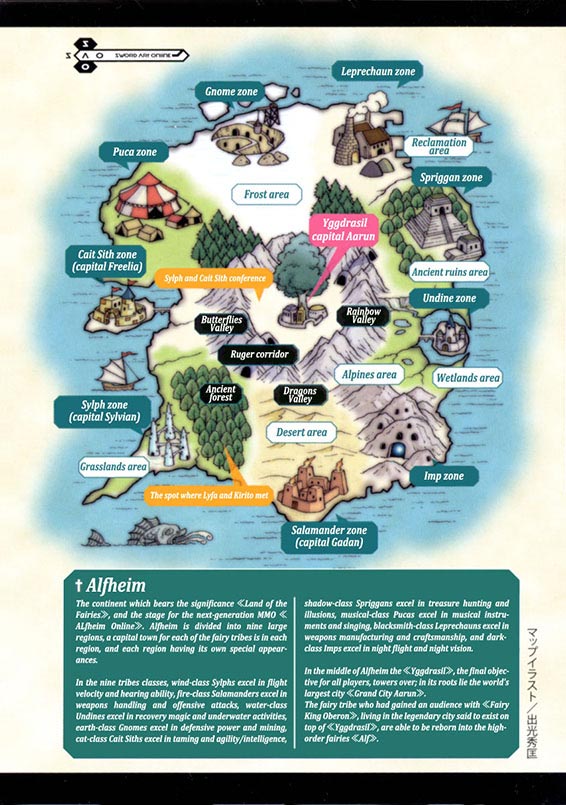 S
SAO SWORD ART ONLINE
O
Leprechaun zone
Gnome zone
Reclamation
area
Puca zone
Spriggan zone
Frost area
Yggdrasil
capital Aarun
Cait Sith zone
(capital Freelia)
Sylph and Cait Sith conference
Ancient ruins area
Undine zone
Butterflies
Valley
Rainbow
Valley
Ruger corridor
Alpines area
Wetlands area
Ancient
forest
Dragons
Valley
Sylph zone
(capital Sylvian)
Desert area
Grasslands area
Imp zone
The spot where Lyfa and Kirito met
Salamander zone
(capital Gadan)
† Alfheim
The continent which bears the significance ≪Land of the
Fairies≫, and the stage for the next-generation MMO ≪
ALfheim Online≫. Alfheim is divided into nine large
regions, a capital town for each of the fairy tribes is in each
region, and each region having its own special appear-
ances.
In the nine tribes classes, wind-class Sylphs excel in flight
velocity and hearing ability, fire-class Salamanders excel in
weapons handling and offensive attacks, water-class
Undines excel in recovery magic and underwater activities,
earth-class Gnomes excel in defensive power and mining,
cat-class Cait Siths excel in taming and agility/intelligence,
shadow-class Spriggans excel in treasure hunting and
illusions, musical-class Pucas excel in musical instru-
ments and singing, blacksmith-class Leprechauns excel in
weapons manufacturing and craftmanship, and dark-
class Imps excel in night flight and night vision.
In the middle of Alfheim the ≪Yggdrasil≫, the final objec-
tive for all players, towers over; in its roots lie the world's
largest city ≪Grand City Aarun≫.
The fairy tribe who had gained an audience with ≪Fairy
King Oberon≫, living in the legendary city said to exist on
top of ≪Yggdrasil≫, are able to be reborn into the high-
order fairies ≪Alf≫.
マップイラスト／出光秀匡